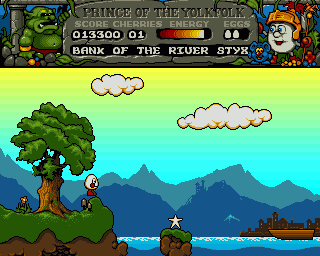 PRINCE OF THE YOLKFOLK
SCORE CHERRIES ENERGY EGGS
013300 01
BANK OF THE RIVER STYX